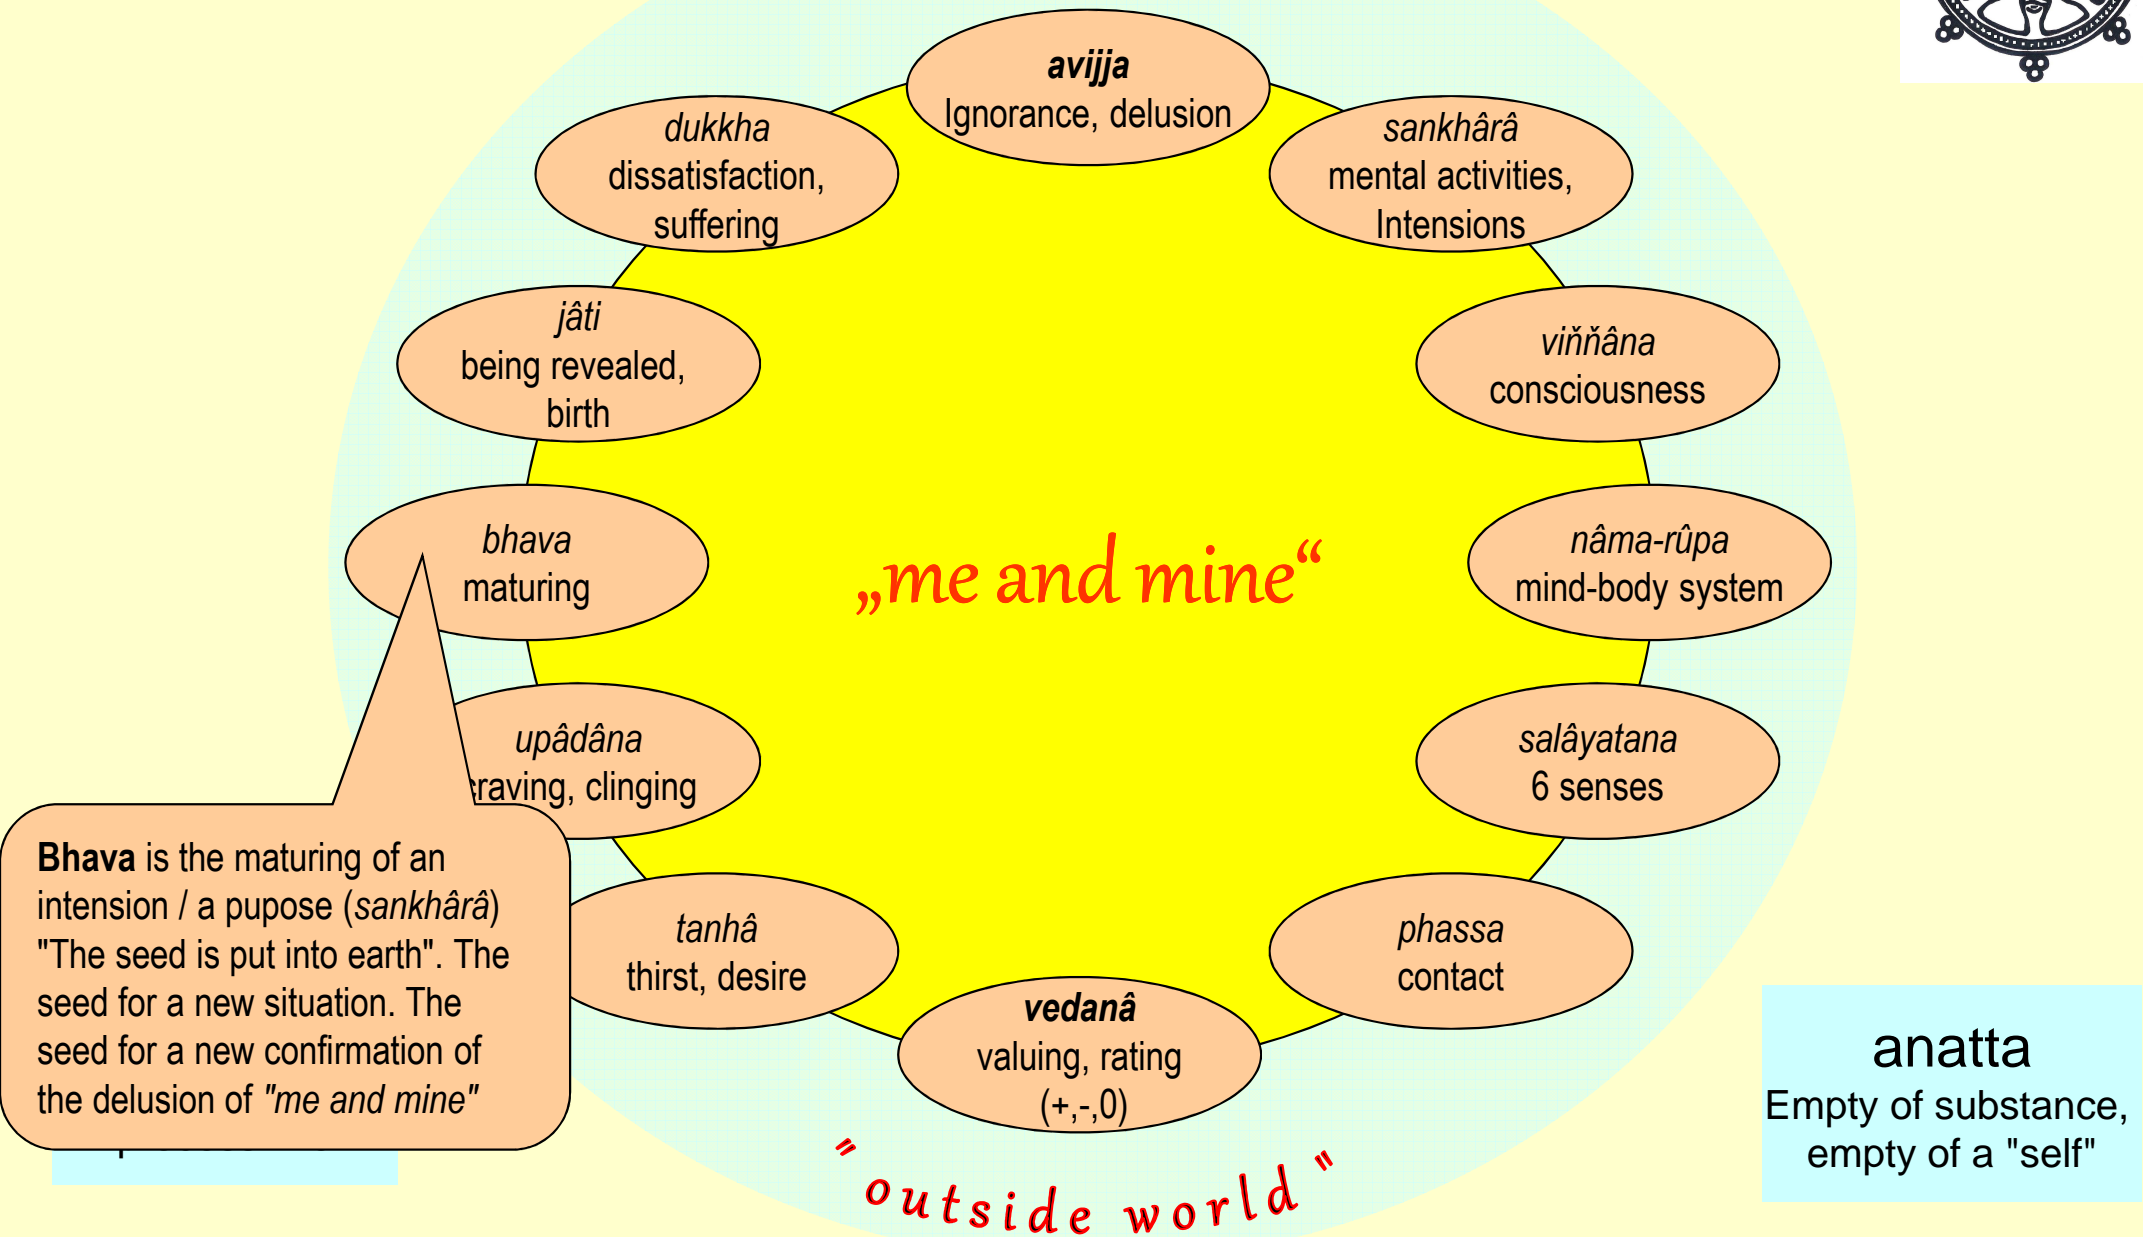 avijja
Ignorance, delusion
sankhârâ
mental activities,
Intensions
viňňâna
consciousness
nâma-rûpa
mind-body system
salâyatana
6 senses
phassa
contact
vedanâ
valuing, rating
(+,-,0)
tanhâ
thirst, desire
upâdâna
craving, clinging
bhava
maturing
jâti
being revealed,
birth
dukkha
dissatisfaction,
suffering
„me and mine“
Bhava is the maturing of an
intension / a pupose (sankhârâ)
"The seed is put into earth". The
seed for a new situation. The
seed for a new confirmation of
the delusion of "me and mine"
"outside world"
anatta
Empty of substance,
empty of a "self"